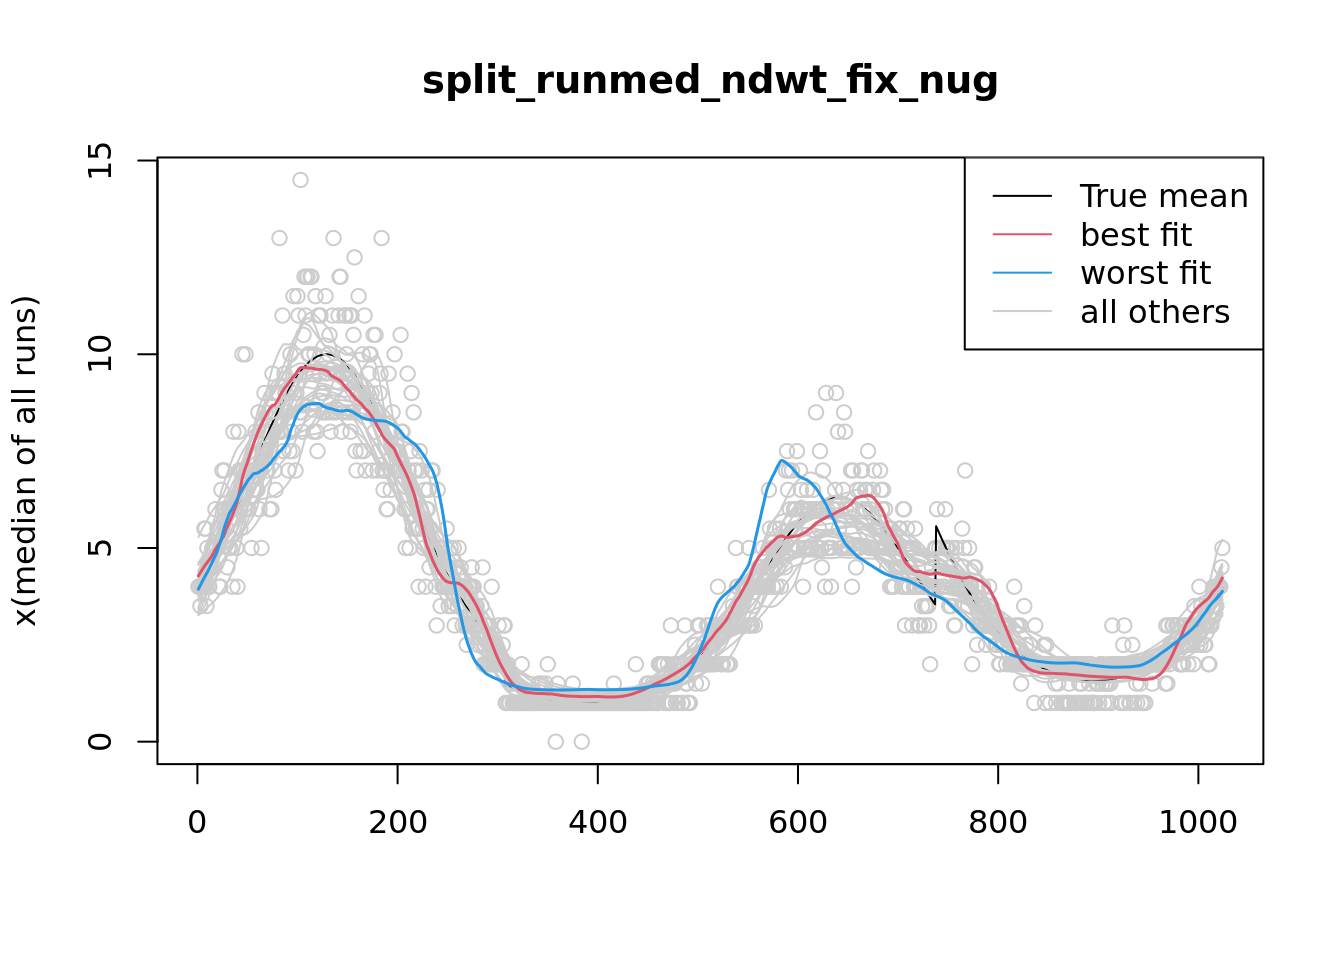 split_runmed_ndwt_fix_nug
x(median of all runs)
15
10
5
0
True mean
best fit
worst fit
all others
0 200 400 600 800 1000